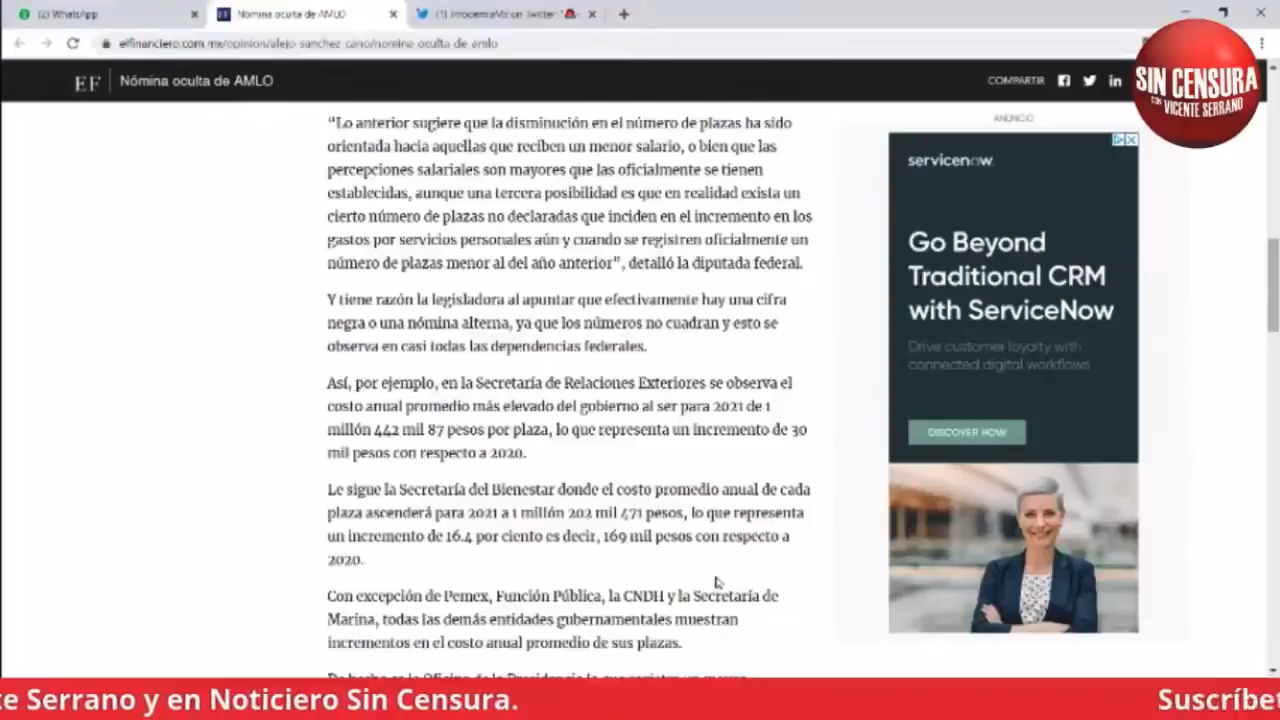 (2) WhatsApp
Nómina oculta de AMLO
(1) InocenteMx on Twitter: "
elfinanciero.com.mx/opinion/alejo-sanchez-cano/nomina-oculta-de-amlo
EF Nómina oculta de AMLO
COMPARTIR
SIN CENSURA
CON VICENTE SERRANO
“Lo anterior sugiere que la disminución en el número de plazas ha sido
orientada hacia aquellas que reciben un menor salario, o bien que las
percepciones salariales son mayores que las oficialmente se tienen
establecidas, aunque una tercera posibilidad es que en realidad exista un
cierto número de plazas no declaradas que inciden en el incremento en los
gastos por servicios personales aún y cuando se registren oficialmente un
número de plazas menor al del año anterior”, detalló la diputada federal.
Y tiene razón la legisladora al apuntar que efectivamente hay una cifra
negra o una nómina alterna, ya que los números no cuadran y esto se
observa en casi todas las dependencias federales.
Así, por ejemplo, en la Secretaría de Relaciones Exteriores se observa el
costo anual promedio más elevado del gobierno al ser para 2021 de 1
millón 442 mil 87 pesos por plaza, lo que representa un incremento de 30
mil pesos con respecto a 2020.
Le sigue la Secretaría del Bienestar donde el costo promedio anual de cada
plaza ascenderá para 2021 a 1 millón 202 mil 471 pesos, lo que representa
un incremento de 16.4 por ciento es decir, 169 mil pesos con respecto a
2020.
Con excepción de Pemex, Función Pública, la CNDH y la Secretaría de
Marina, todas las demás entidades gubernamentales muestran
incrementos en el costo anual promedio de sus plazas.
ANUNCIO
servicenow
Go Beyond
Traditional CRM
with ServiceNow
Drive customer loyalty with
connected digital workflows
DISCOVER NOW
te Serrano y en Noticiero Sin Censura.
Suscríbet